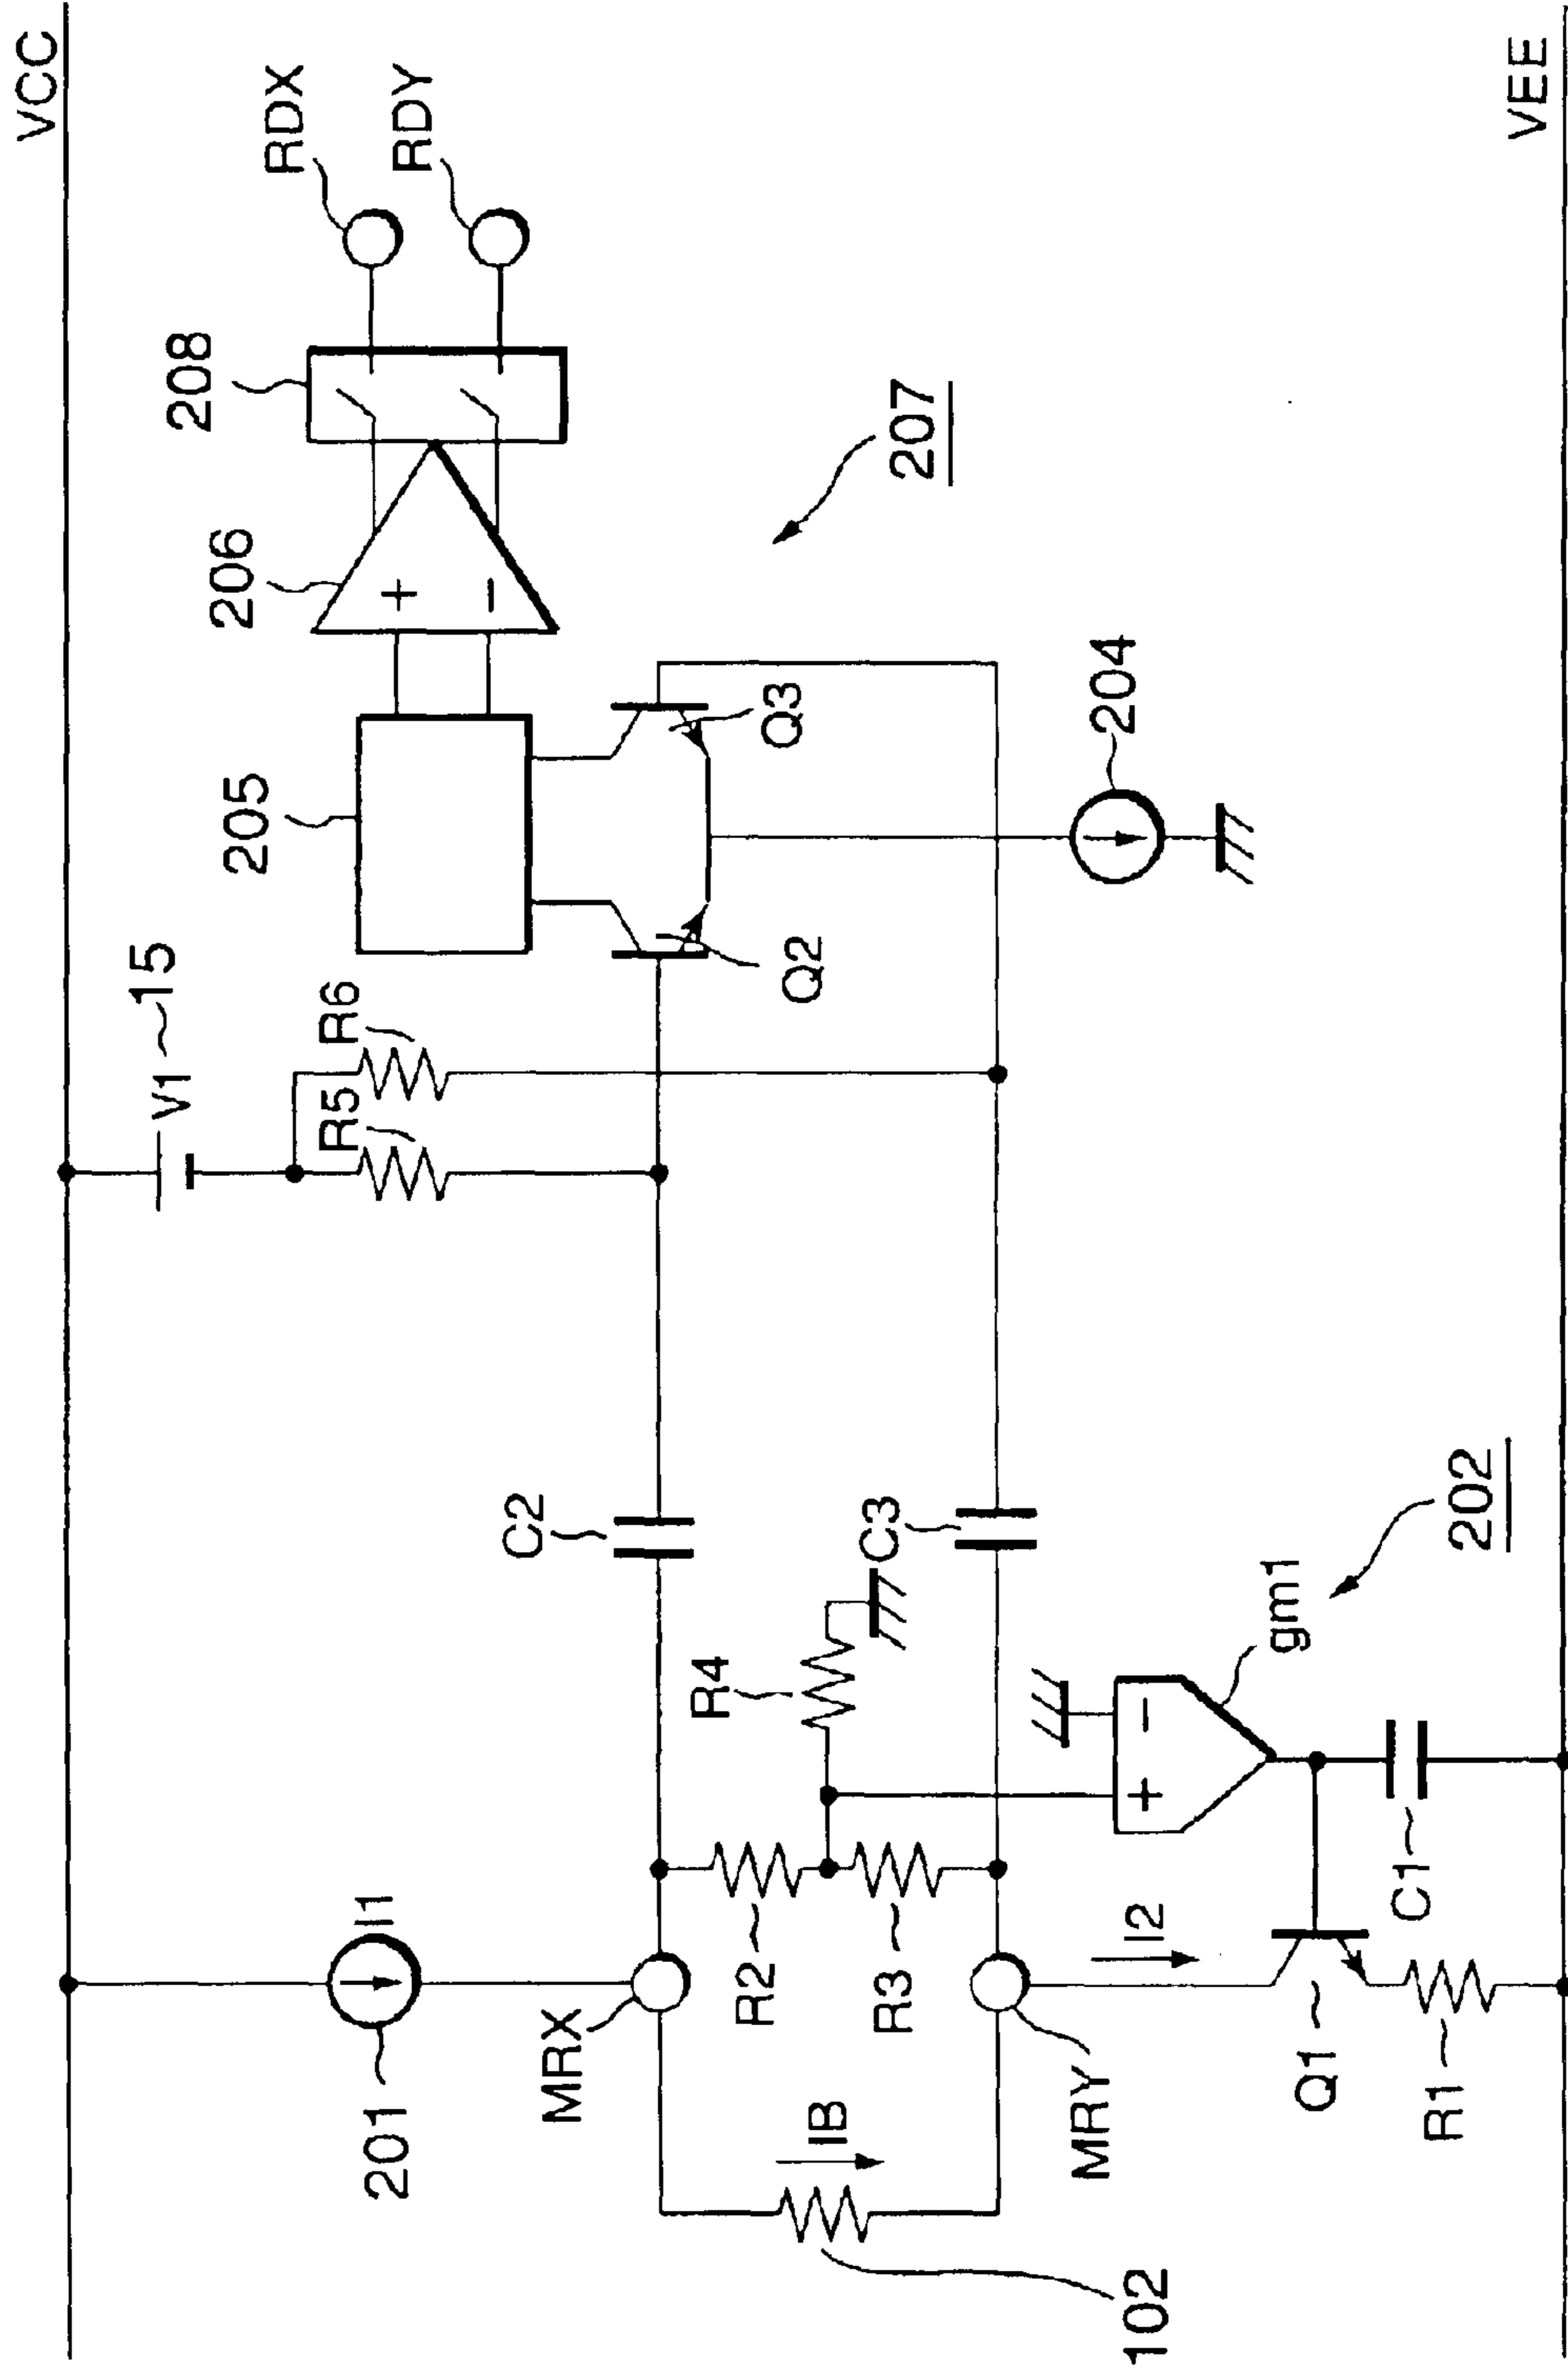 VCC
RDX
RDY
208
206
207
205
Q3
Q2
204
V1
15
R6
R5
C2
C3
R4
gm1
202
+
−
+
−
I1
201
MRX
R2
R3
I2
C1
MRY
IB
Q1
R1
102
VEE